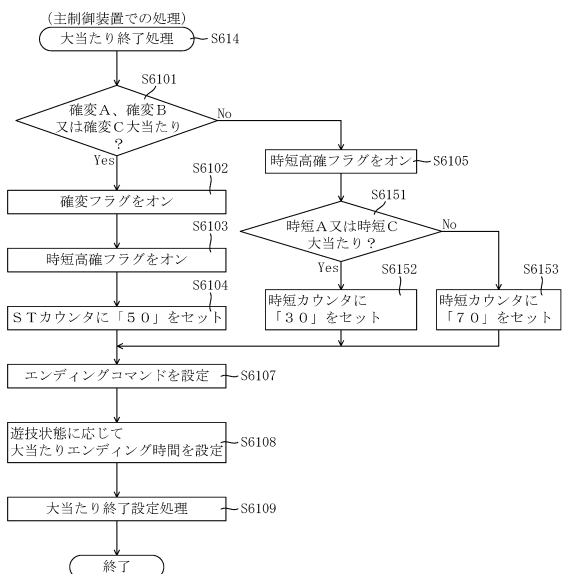 (主制御装置での処理)
大当たり終了処理
S614
S6101
確変A、確変B
又は確変C大当たり
?
No
Yes
S6102
確変フラグをオン
S6103
時短高確フラグをオン
S6104
STカウンタに「50」をセット
時短高確フラグをオン
S6105
S6151
時短A又は時短C
大当たり?
No
Yes
S6152
時短カウンタに
「30」をセット
S6153
時短カウンタに
「70」をセット
エンディングコマンドを設定
S6107
遊技状態に応じて
大当たりエンディング時間を設定
S6108
大当たり終了設定処理
S6109
終了